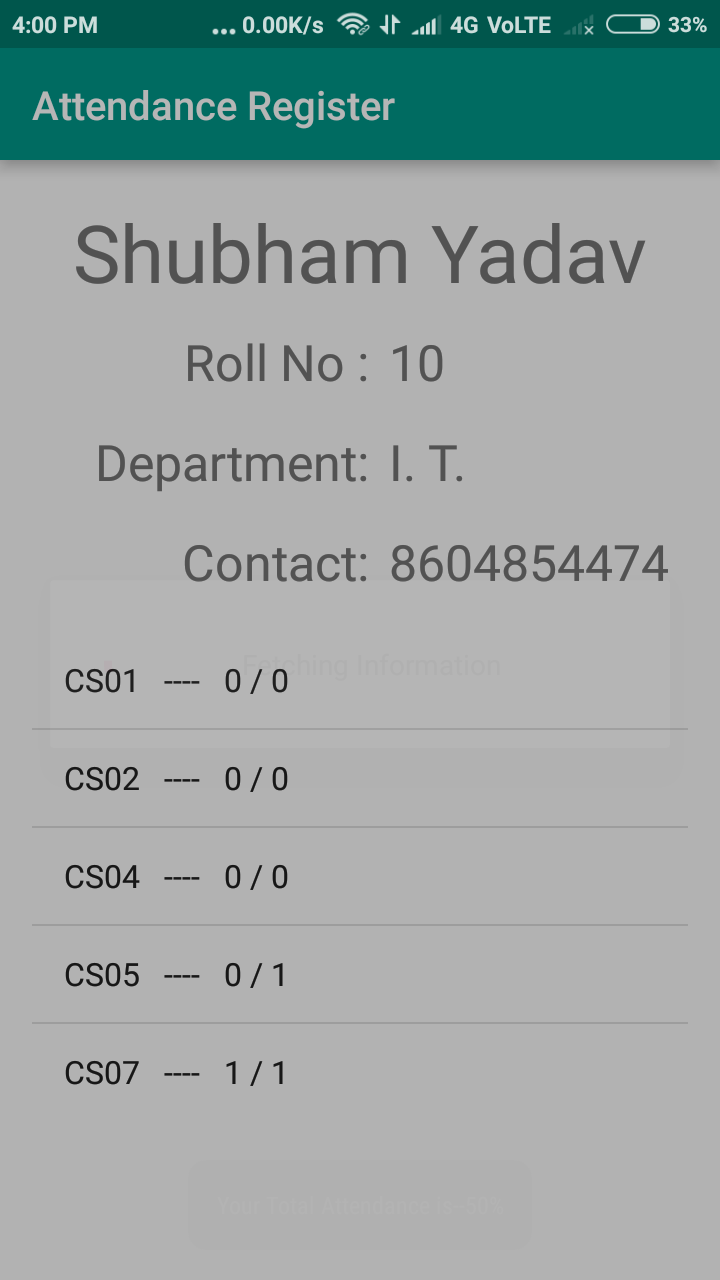 4:00 PM ... 0.00K/s 4G VoLTE 33%
Attendance Register
Shubham Yadav
Roll No : 10
Department: I. T.
Contact: 8604854474
Fetching Information
CS01 ---- 0 / 0
CS02 ---- 0 / 0
CS04 ---- 0 / 0
CS05 ---- 0 / 1
CS07 ---- 1 / 1
Your Total Attendance is-50%